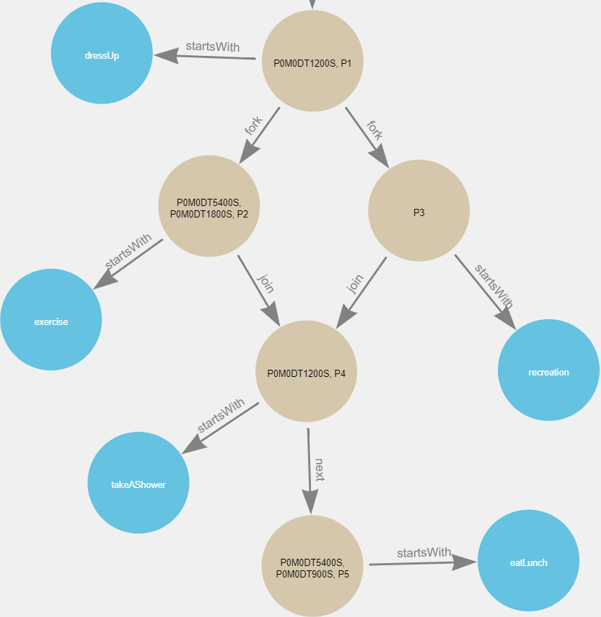 startsWith
dressUp
P0M0DT1200S, P1
fork
fork
P0M0DT5400S,
P0M0DT1800S, P2
P3
startsWith
join
join
startsWith
exercise
P0M0DT1200S, P4
recreation
startsWith
takeAShower
next
startsWith
P0M0DT5400S,
P0M0DT900S, P5
eatLunch